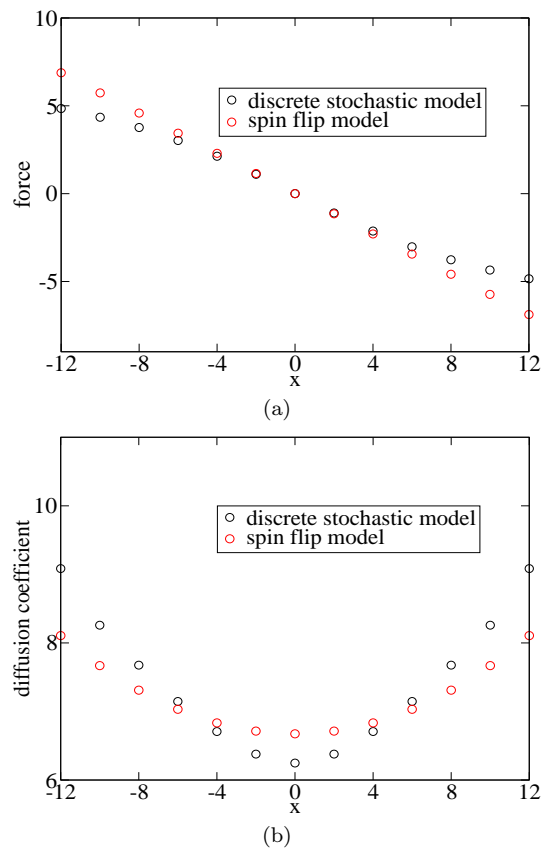 10
5
0
-5
force
discrete stochastic model
spin flip model
-12 -8 -4 0 4 8 12
x
(a)
10
8
6
diffusion coefficient
discrete stochastic model
spin flip model
-12 -8 -4 0 4 8 12
x
(b)